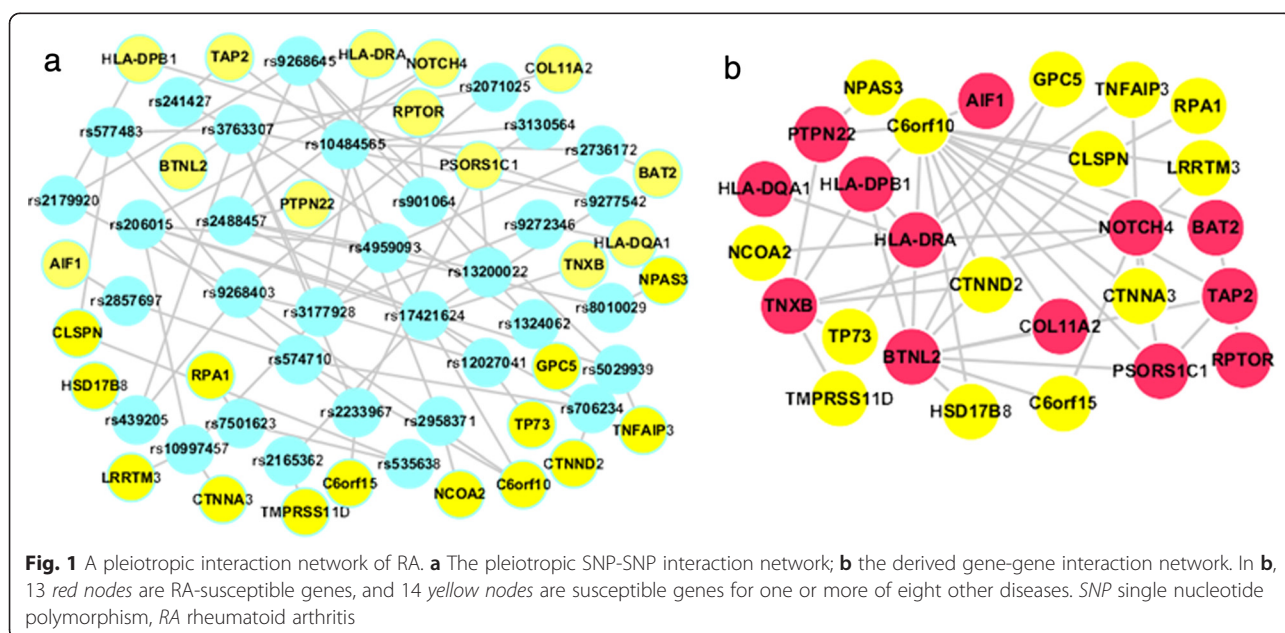 a
HLA-DPB1
TAP2
rs9268645
HLA-DRA
NOTCH4
COL11A2
rs241427
rs2071025
rs577483
rs3763307
RPTOR
rs3130564
rs10484565
rs2736172
BTNL2
PSORS1C1
BAT2
rs2179920
PTPN22
rs901064
rs9277542
rs206015
rs2488457
rs9272346
HLA-DQA1
rs4959093
AIF1
TNXB
NPAS3
rs13200022
rs2857697
rs9268403
rs3177928
rs17421624
rs1324062
rs8010029
CLSPN
rs574710
rs12027041
GPC5
rs5029939
HSD17B8
RPA1
rs706234
rs439205
rs7501623
rs2233967
rs2958371
TP73
TNFAIP3
rs10997457
rs2165362
rs535638
CTNND2
LRRTM3
CTNNA3
C6orf15
NCOA2
C6orf10
TMPRSS11D
b
NPAS3
AIF1
GPC5
TNFAIP3
RPA1
PTPN22
C6orf10
CLSPN
LRRTM3
HLA-DQA1
HLA-DPB1
NOTCH4
BAT2
NCOA2
HLA-DRA
CTNND2
CTNNA3
TAP2
TNXB
TP73
COL11A2
BTNL2
PSORS1C1
RPTOR
TMPRSS11D
HSD17B8
C6orf15
Fig. 1 A pleiotropic interaction network of RA. a The pleiotropic SNP-SNP interaction network; b the derived gene-gene interaction network. In b,
13 red nodes are RA-susceptible genes, and 14 yellow nodes are susceptible genes for one or more of eight other diseases. SNP single nucleotide
polymorphism, RA rheumatoid arthritis